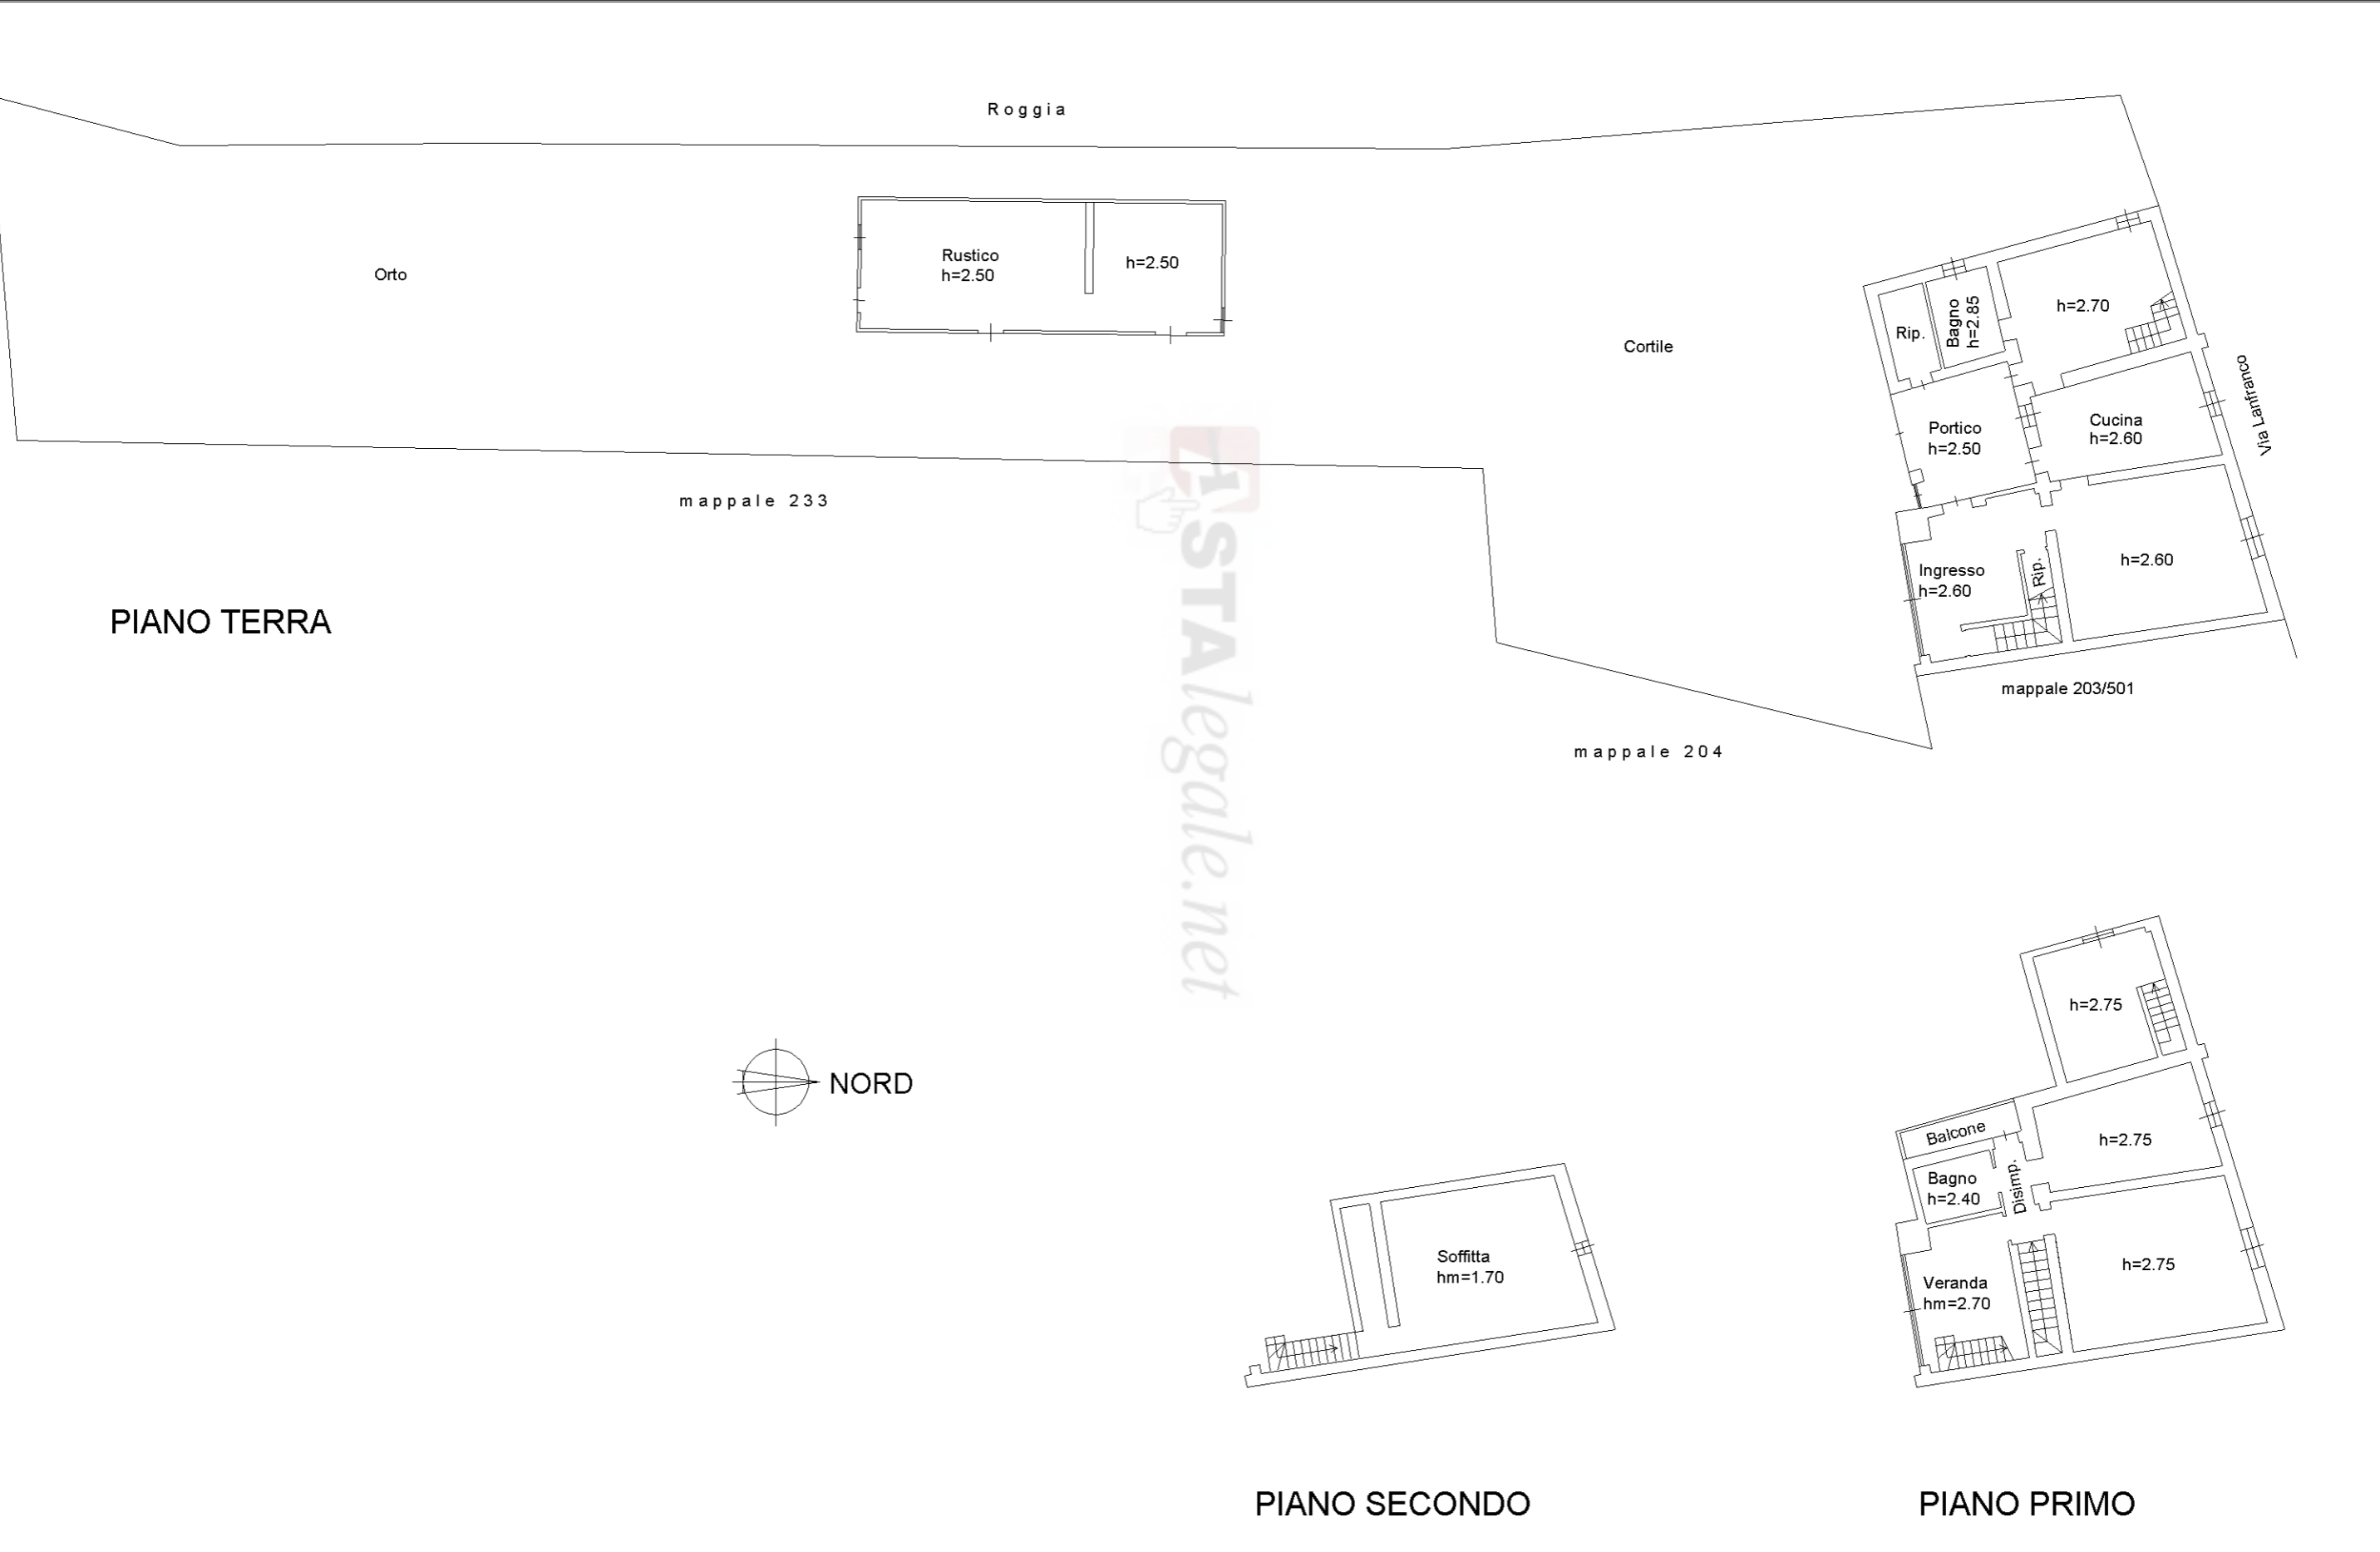 Roggia
Orto
Rustico
h=2.50
h=2.50
Cortile
Rip.
Bagno
h=2.85
h=2.70
Via Lanfranco
Cucina
h=2.60
Portico
h=2.50
mappale 233
Ingresso
h=2.60
Rip.
h=2.60
PIANO TERRA
mappale 203/501
mappale 204
ASTAlegale.net
NORD
h=2.75
Balcone
h=2.75
Bagno
h=2.40
Disimp.
Soffitta
hm=1.70
Veranda
hm=2.70
h=2.75
PIANO SECONDO
PIANO PRIMO